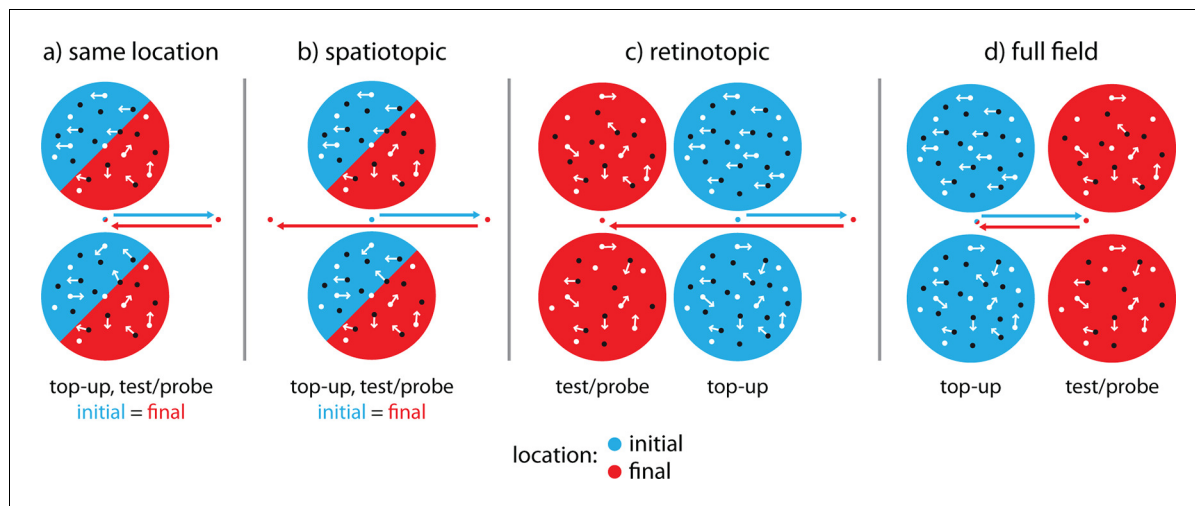 a) same location
b) spatiotopic
c) retinotopic
d) full field
top-up, test/probe
initial = final
top-up, test/probe
initial = final
test/probe
top-up
top-up
test/probe
location:
initial
final